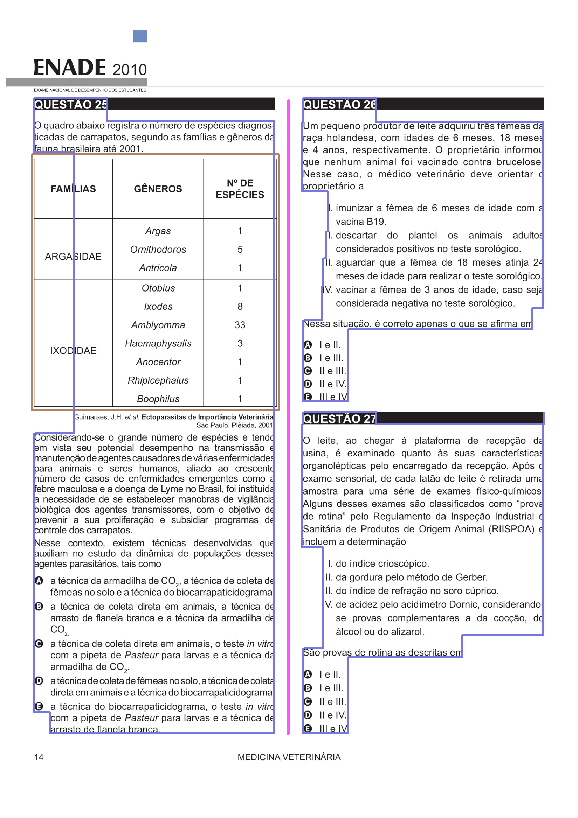 ENADE 2010
EXAME NACIONAL DE DESEMPENHO DOS ESTUDANTES
QUESTÃO 25
O quadro abaixo registra o número de espécies diagnos-
ticadas de carrapatos, segundo as famílias e gêneros da
fauna brasileira até 2001.
FAMÍLIAS GÊNEROS Nº DE ESPÉCIES
ARGASIDAE
Argas 1
Ornithodoros 5
Antricola 1
IXODIDAE
Otobius 1
Ixodes 8
Amblyomma 33
Haemaphysalis 3
Anocentor 1
Rhipicephalus 1
Boophilus 1
Guimarães, J.H. et al. Ectoparasitas de Importância Veterinária
São Paulo, Plêiade, 2001
Considerando-se o grande número de espécies e tendo
em vista seu potencial desempenho na transmissão e
manutenção de agentes causadores de várias enfermidades
para animais e seres humanos, aliado ao crescente
número de casos de enfermidades emergentes como a
febre maculosa e a doença de Lyme no Brasil, foi instituída
a necessidade de se estabelecer manobras de vigilância
biológica dos agentes transmissores, com o objetivo de
prevenir a sua proliferação e subsidiar programas de
controle dos carrapatos.
Nesse contexto, existem técnicas desenvolvidas que
auxiliam no estudo da dinâmica de populações desses
agentes parasitários, tais como
A a técnica da armadilha de CO2, a técnica de coleta de
fêmeas no solo e a técnica do biocarrapaticidograma
B a técnica de coleta direta em animais, a técnica de
arrasto de flanela branca e a técnica da armadilha de
CO2.
C a técnica de coleta direta em animais, o teste in vitro
com a pipeta de Pasteur para larvas e a técnica da
armadilha de CO2.
D a técnica de coleta de fêmeas no solo, a técnica de coleta
direta em animais e a técnica do biocarrapaticidograma
E a técnica do biocarrapaticidograma, o teste in vitro
com a pipeta de Pasteur para larvas e a técnica de
arrasto de flanela branca.
QUESTÃO 26
Um pequeno produtor de leite adquiriu três fêmeas da
raça holandesa, com idades de 6 meses, 18 meses
e 4 anos, respectivamente. O proprietário informou
que nenhum animal foi vacinado contra brucelose.
Nesse caso, o médico veterinário deve orientar o
proprietário a
I. imunizar a fêmea de 6 meses de idade com a
vacina B19.
II. descartar do plantel os animais adultos
considerados positivos no teste sorológico.
III. aguardar que a fêmea de 18 meses atinja 24
meses de idade para realizar o teste sorológico.
IV. vacinar a fêmea de 3 anos de idade, caso seja
considerada negativa no teste sorológico.
Nessa situação, é correto apenas o que se afirma em
A I e II.
B I e III.
C II e III.
D II e IV.
E III e IV
QUESTÃO 27
O leite, ao chegar à plataforma de recepção da
usina, é examinado quanto às suas características
organolépticas pelo encarregado da recepção. Após o
exame sensorial, de cada latão de leite é retirada uma
amostra para uma série de exames físico-químicos.
Alguns desses exames são classificados como "prova
de rotina" pelo Regulamento da Inspeção Industrial e
Sanitária de Produtos de Origem Animal (RIISPOA) e
incluem a determinação
I. do índice crioscópico.
II. da gordura pelo método de Gerber.
II. do índice de refração no soro cúprico.
V. de acidez pelo acidímetro Dornic, considerando-
se provas complementares a da cocção, do
álcool ou do alizarol.
São provas de rotina as descritas em
A I e II.
B I e III.
C II e III.
D II e IV.
E III e IV
14
MEDICINA VETERINÁRIA